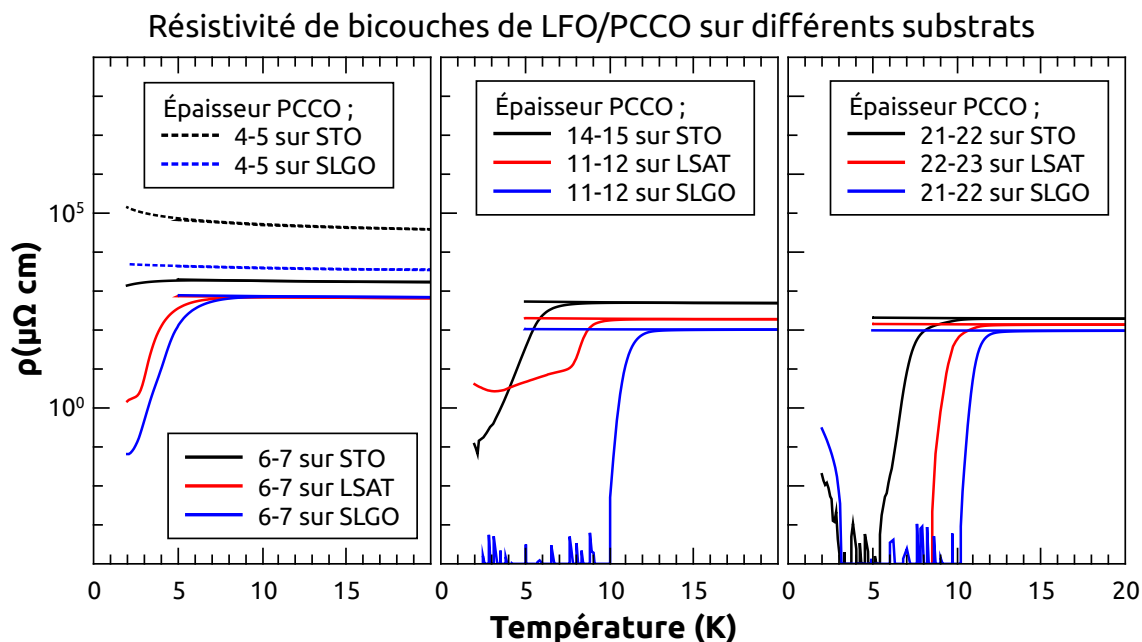 Résistivité de bicouches de LFO/PCCO sur différents substrats
Épaisseur PCCO ;
4-5 sur STO
4-5 sur SLGO
6-7 sur STO
6-7 sur LSAT
6-7 sur SLGO
Épaisseur PCCO ;
14-15 sur STO
11-12 sur LSAT
11-12 sur SLGO
Épaisseur PCCO ;
21-22 sur STO
22-23 sur LSAT
21-22 sur SLGO
ρ(µΩ cm)
10⁵
10⁰
0 5 10 15 0 5 10 15 0 5 10 15 20
Température (K)